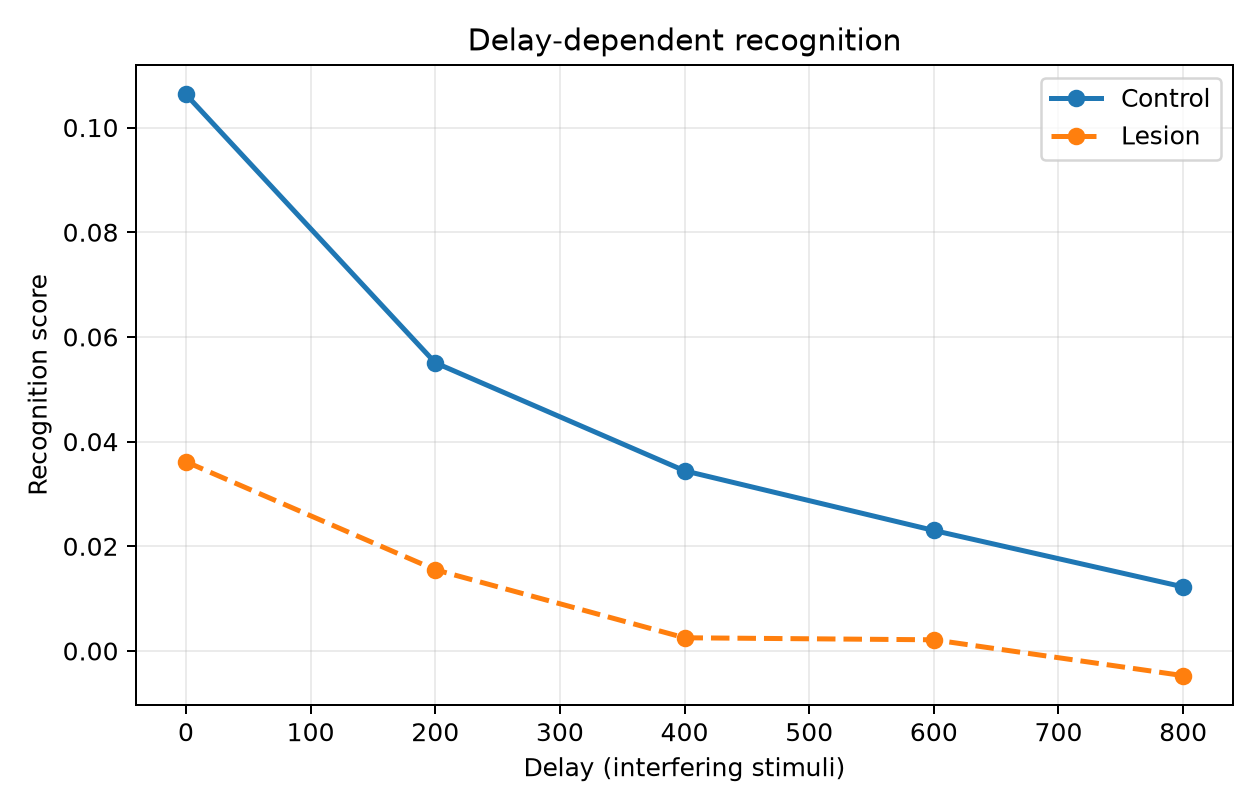 Delay-dependent recognition
Control
Lesion
Recognition score
0.10
0.08
0.06
0.04
0.02
0.00
0 100 200 300 400 500 600 700 800
Delay (interfering stimuli)